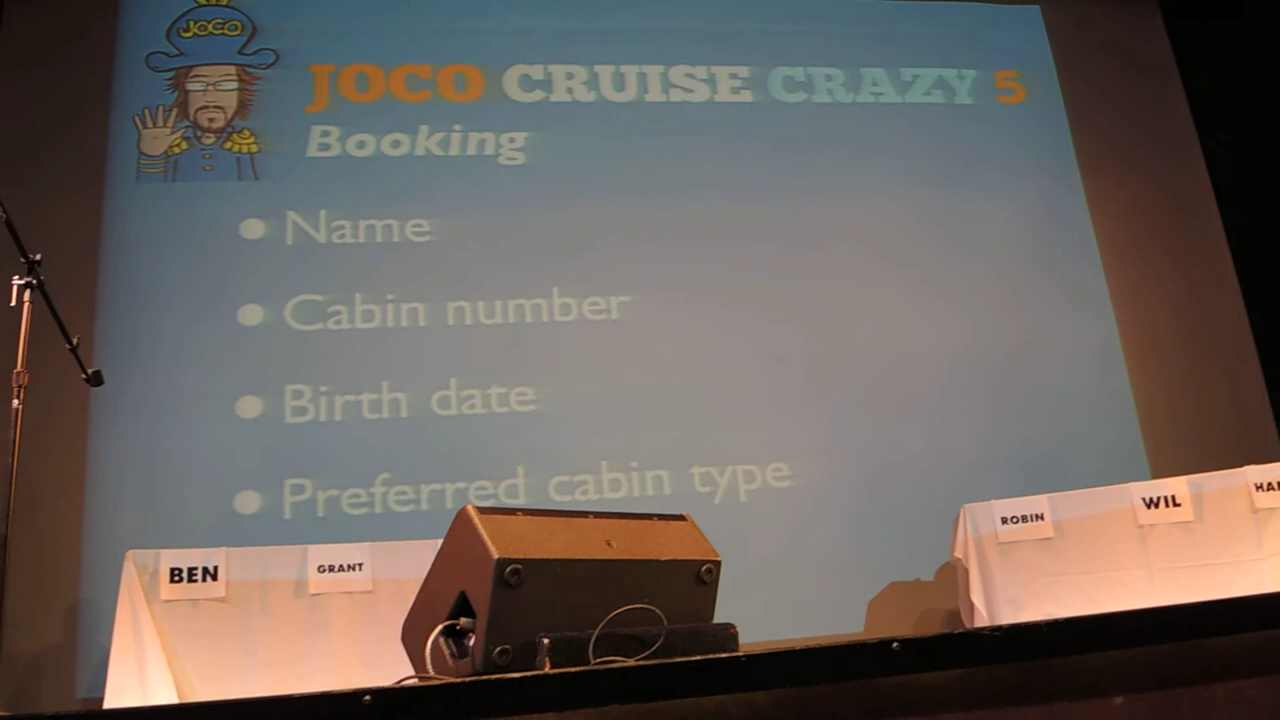 JOCO
JOCO CRUISE CRAZY 5
Booking
• Name
• Cabin number
• Birth date
• Preferred cabin type
BEN
GRANT
ROBIN
WIL